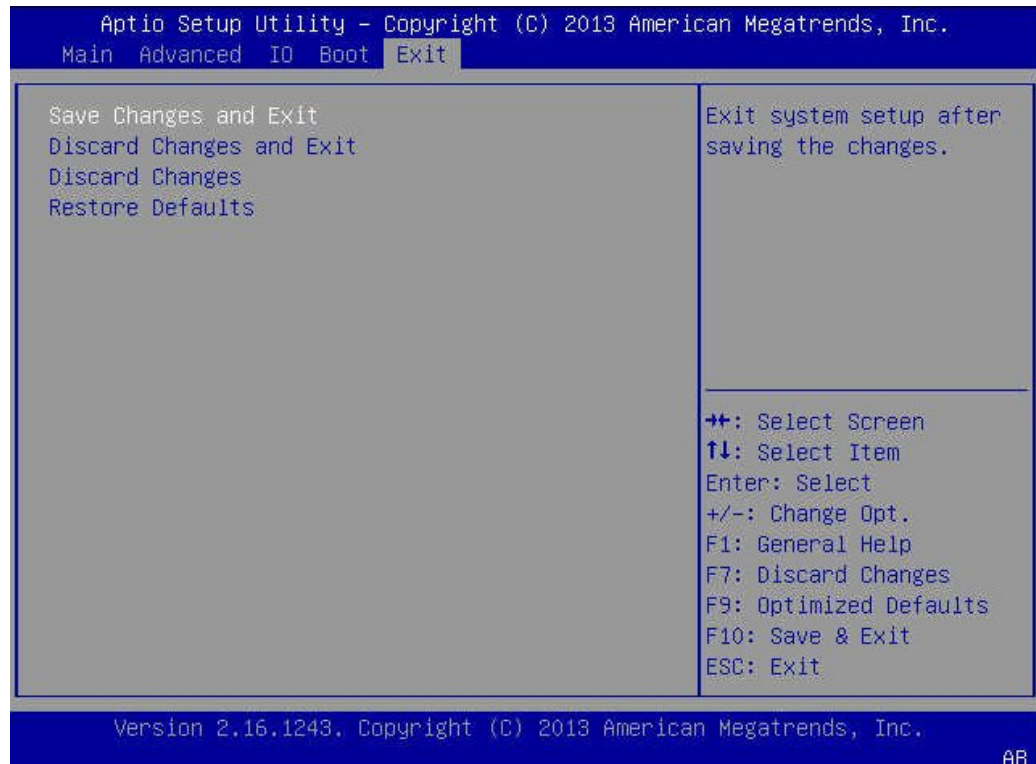 Aptio Setup Utility – Copyright (C) 2013 American Megatrends, Inc.
Main Advanced IO Boot Exit
Save Changes and Exit
Discard Changes and Exit
Discard Changes
Restore Defaults
Exit system setup after
saving the changes.
→←: Select Screen
↑↓: Select Item
Enter: Select
+/-: Change Opt.
F1: General Help
F7: Discard Changes
F9: Optimized Defaults
F10: Save & Exit
ESC: Exit
Version 2.16.1243. Copyright (C) 2013 American Megatrends, Inc.
AB